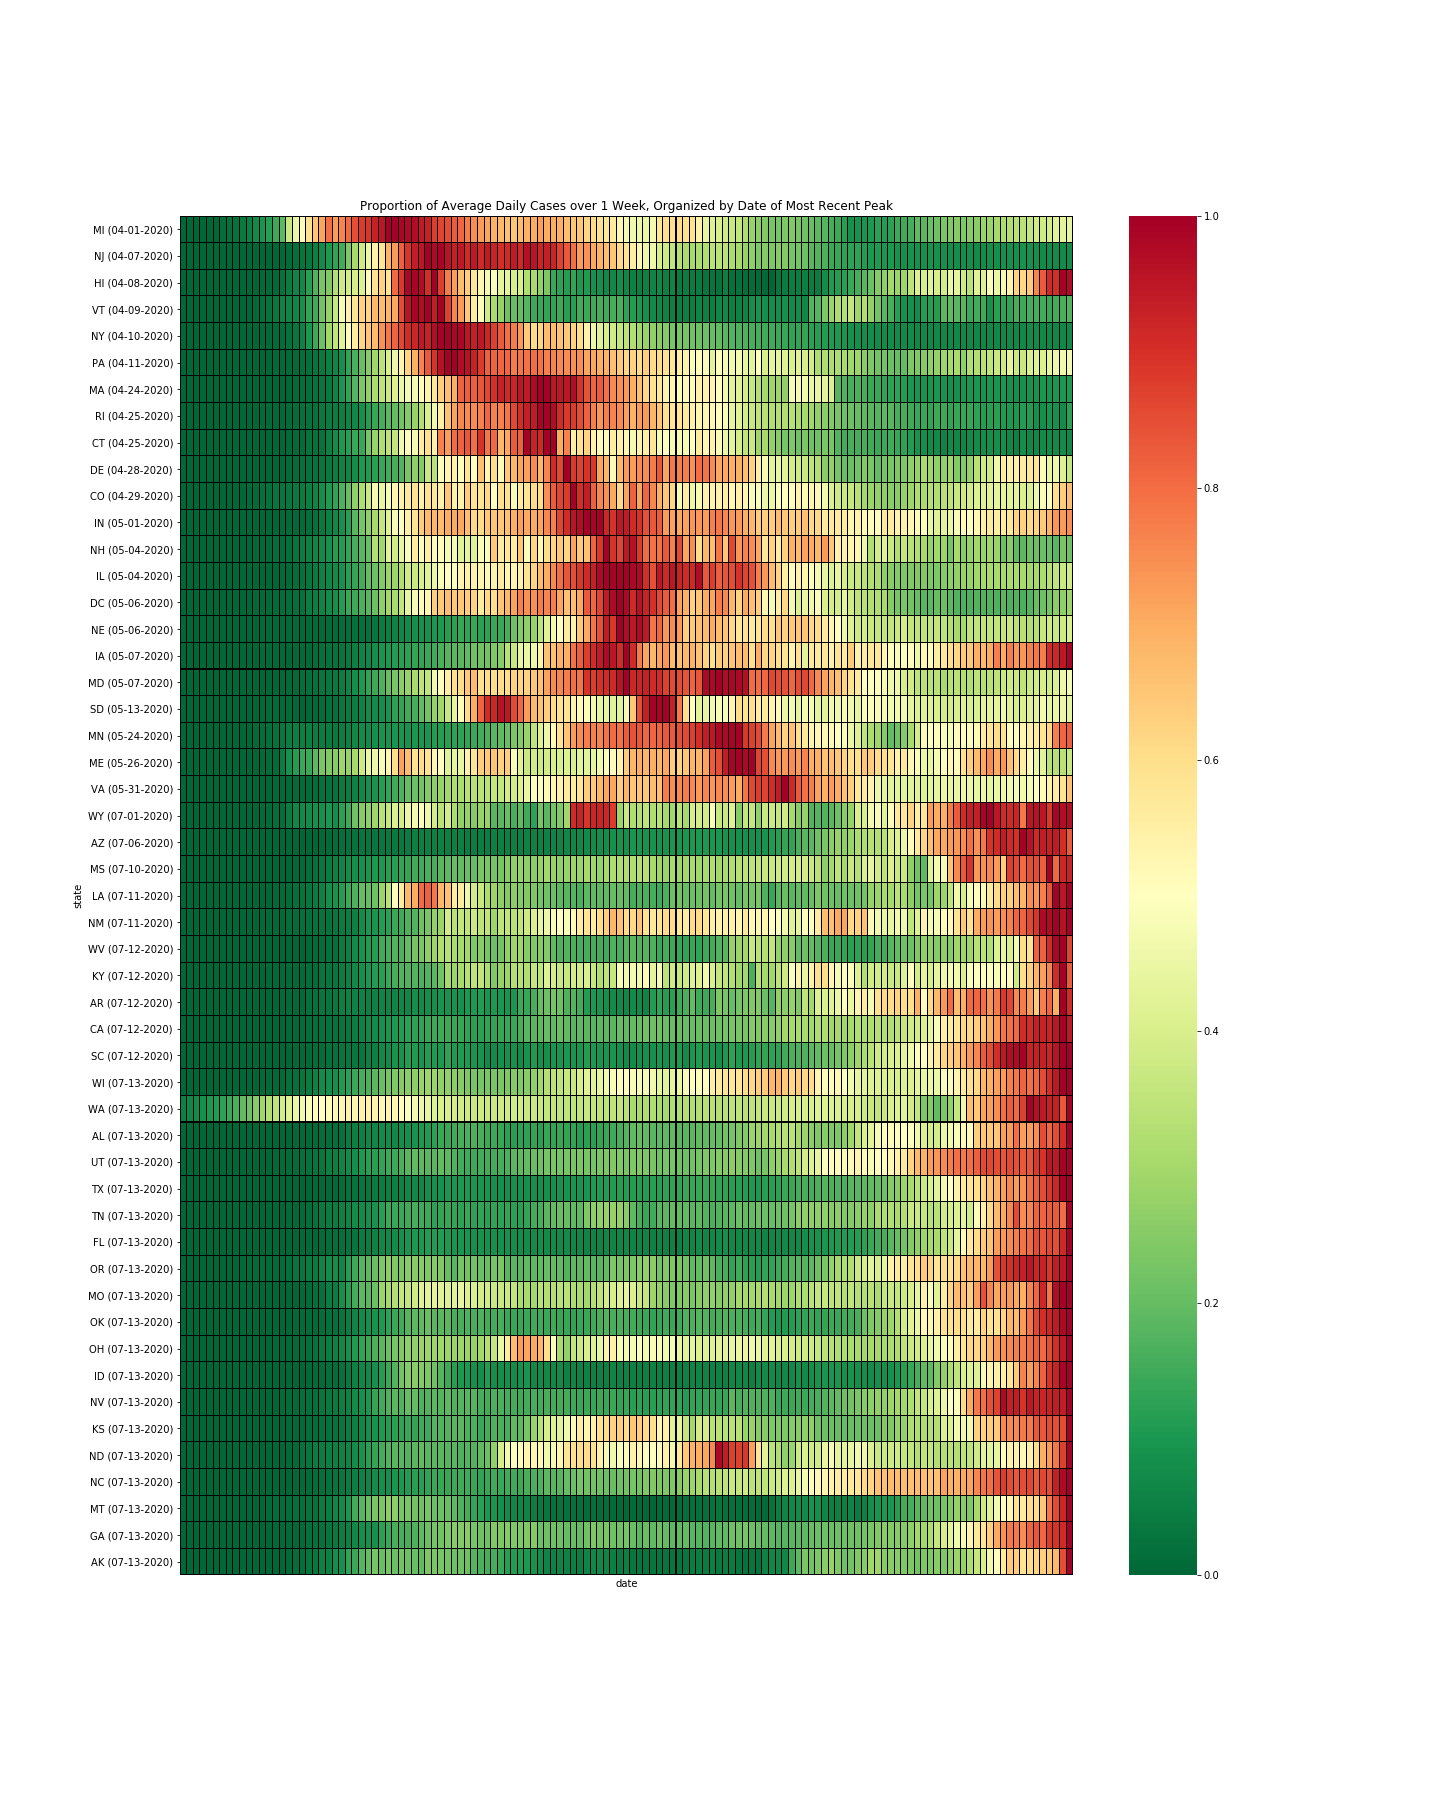 Proportion of Average Daily Cases over 1 Week, Organized by Date of Most Recent Peak
MI (04-01-2020)
NJ (04-07-2020)
HI (04-08-2020)
VT (04-09-2020)
NY (04-10-2020)
PA (04-11-2020)
MA (04-24-2020)
RI (04-25-2020)
CT (04-25-2020)
DE (04-28-2020)
CO (04-29-2020)
IN (05-01-2020)
NH (05-04-2020)
IL (05-04-2020)
DC (05-06-2020)
NE (05-06-2020)
IA (05-07-2020)
MD (05-07-2020)
SD (05-13-2020)
MN (05-24-2020)
ME (05-26-2020)
VA (05-31-2020)
WY (07-01-2020)
AZ (07-06-2020)
MS (07-10-2020)
LA (07-11-2020)
NM (07-11-2020)
WV (07-12-2020)
KY (07-12-2020)
AR (07-12-2020)
CA (07-12-2020)
SC (07-12-2020)
WI (07-13-2020)
WA (07-13-2020)
AL (07-13-2020)
UT (07-13-2020)
TX (07-13-2020)
TN (07-13-2020)
FL (07-13-2020)
OR (07-13-2020)
MO (07-13-2020)
OK (07-13-2020)
OH (07-13-2020)
ID (07-13-2020)
NV (07-13-2020)
KS (07-13-2020)
ND (07-13-2020)
NC (07-13-2020)
MT (07-13-2020)
GA (07-13-2020)
AK (07-13-2020)
state
date
1.0
0.8
0.6
0.4
0.2
0.0